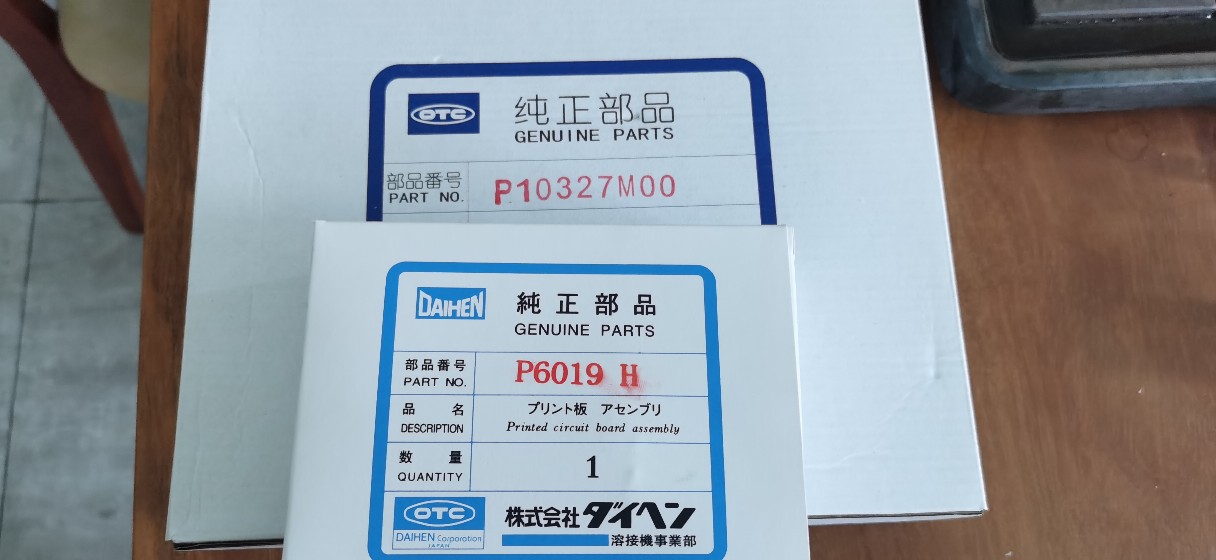 OTC 纯正部品
GENUINE PARTS
部品番号
PART NO. P10327M00
DAIHEN 純正部品
GENUINE PARTS
部品番号
PART NO. P6019 H
品名 プリント板 アセンブリ
DESCRIPTION Printed circuit board assembly
数量
QUANTITY 1
OTC 株式会社ダイヘン
DAIHEN Corporation
JAPAN
溶接機事業部